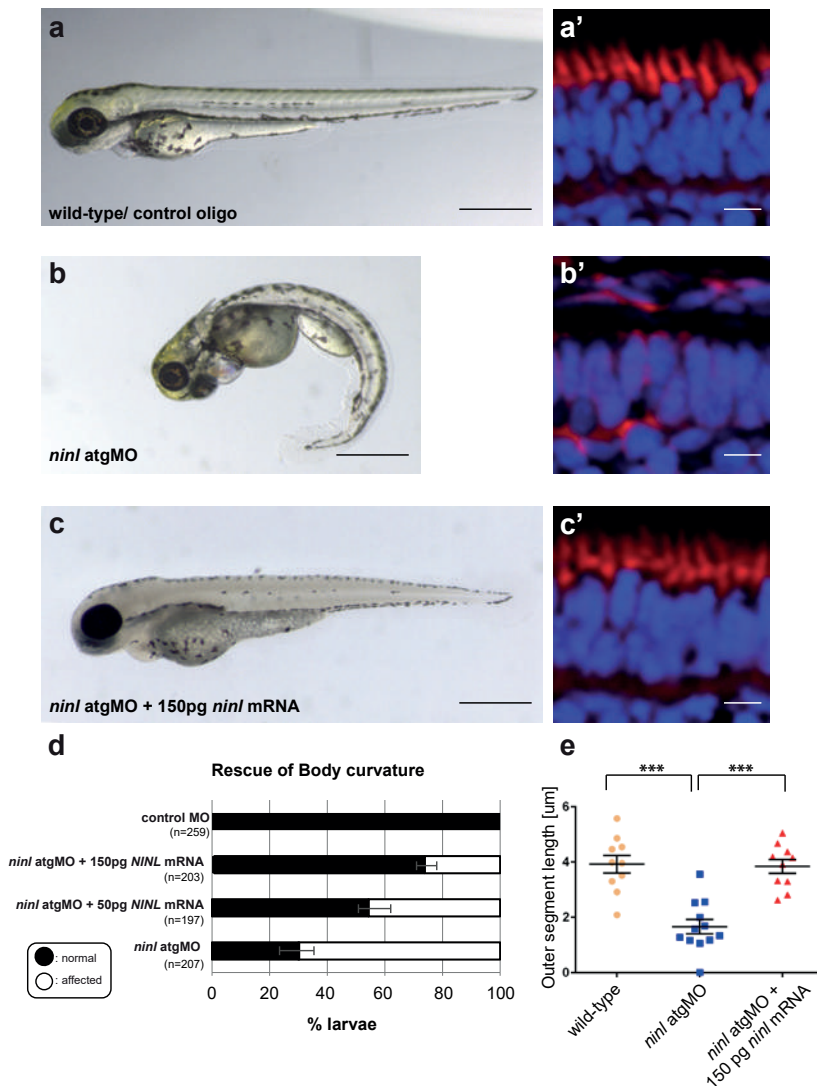 a
a'
wild-type/ control oligo
b
b'
ninl atgMO
c
c'
ninl atgMO + 150pg ninl mRNA
d
Rescue of Body curvature
control MO
(n=259)
ninl atgMO + 150pg NINL mRNA
(n=203)
ninl atgMO + 50pg NINL mRNA
(n=197)
ninl atgMO
(n=207)
: normal
: affected
0 20 40 60 80 100
% larvae
e
*** ***
Outer segment length [um]
6
4
2
0
wild-type
ninl atgMO
ninl atgMO +
150 pg ninl mRNA